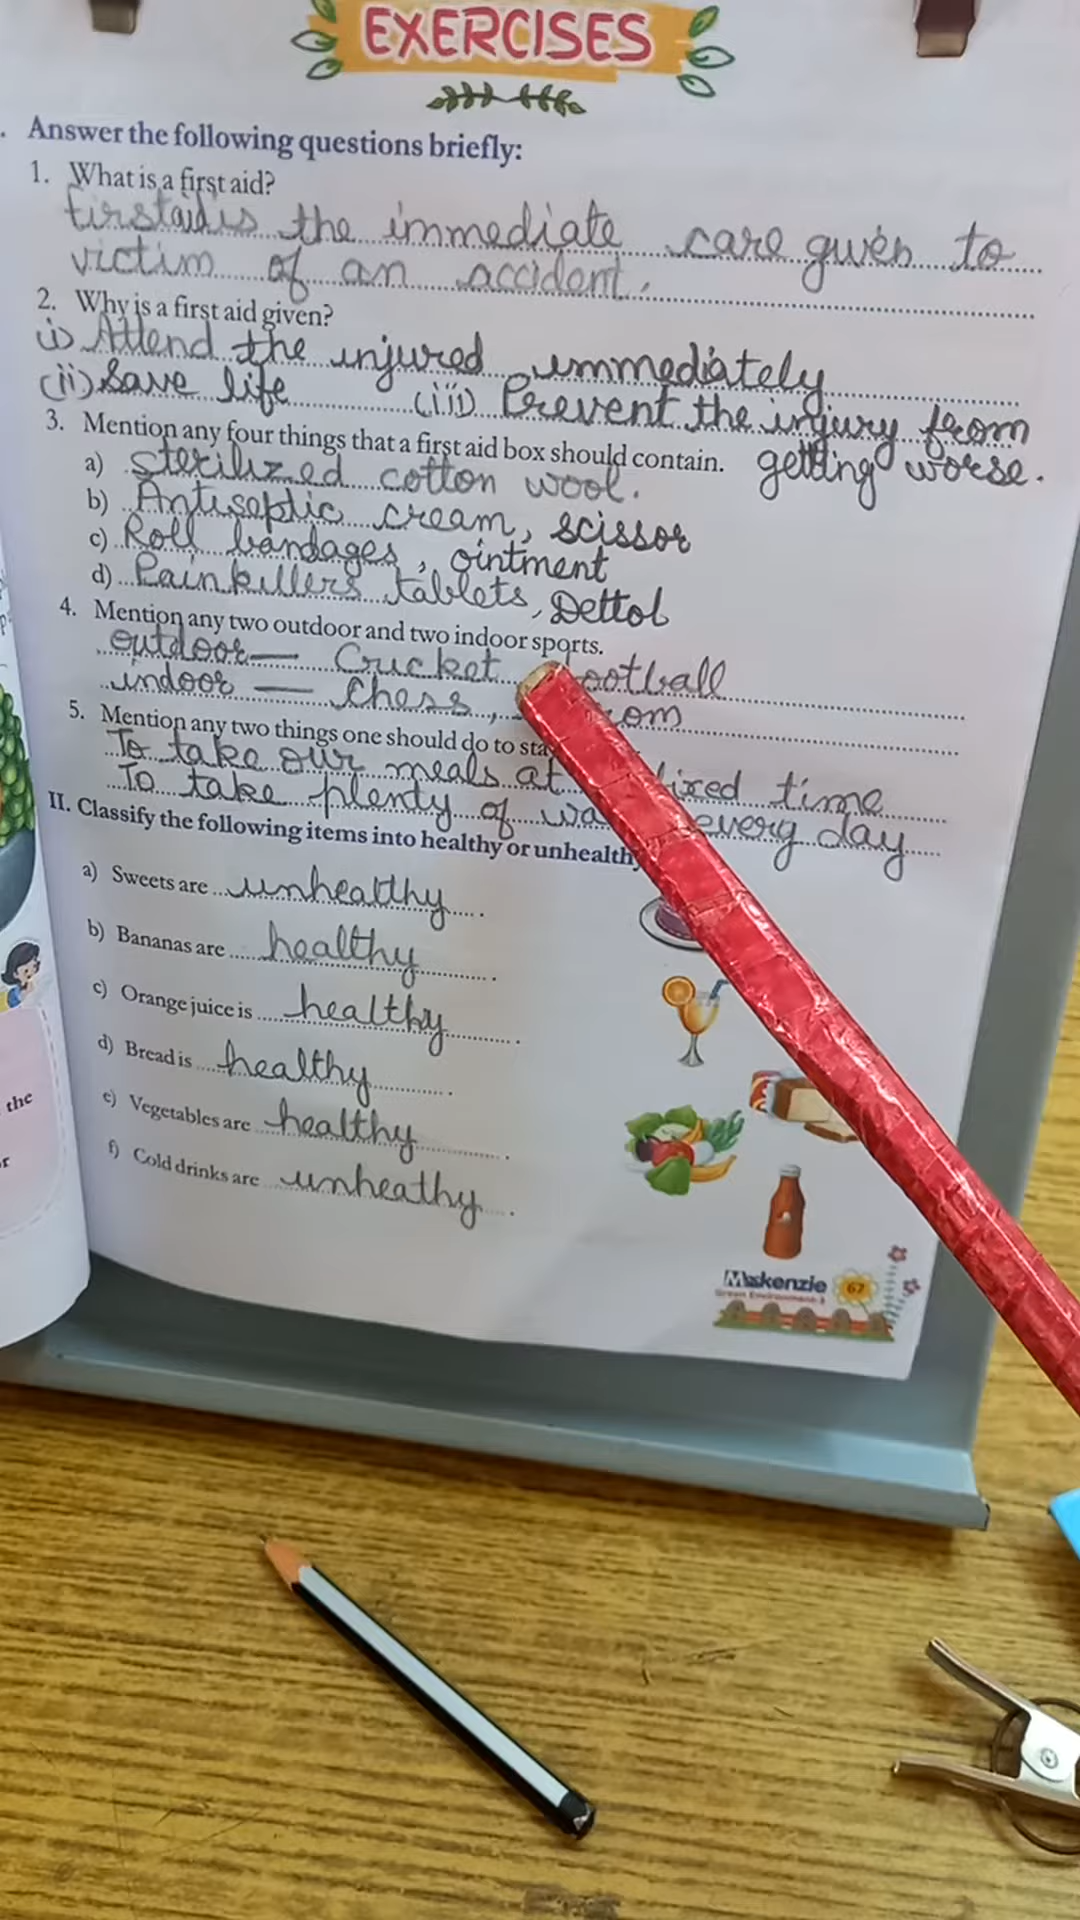 EXERCISES
. Answer the following questions briefly:
1. What is a first aid?
first aid is the immediate care given to
victim of an accident.
2. Why is a first aid given?
i) Attend the injured immediately
(ii) Save life (iii) Prevent the injury from
getting worse.
3. Mention any four things that a first aid box should contain.
a) sterilized cotton wool.
b) Antiseptic cream, scissor
c) Roll bandages, ointment
d) Painkillers tablets, Dettol
4. Mention any two outdoor and two indoor sports.
outdoor — Cricket football
indoor — Chess, om
5. Mention any two things one should do to sta
To take our meals at fixed time
To take plenty of wa every day
II. Classify the following items into healthy or unhealth
a) Sweets are unhealthy.
b) Bananas are healthy.
c) Orange juice is healthy.
d) Bread is healthy.
e) Vegetables are healthy.
f) Cold drinks are unheathy.
the
r
Maskenzie 67